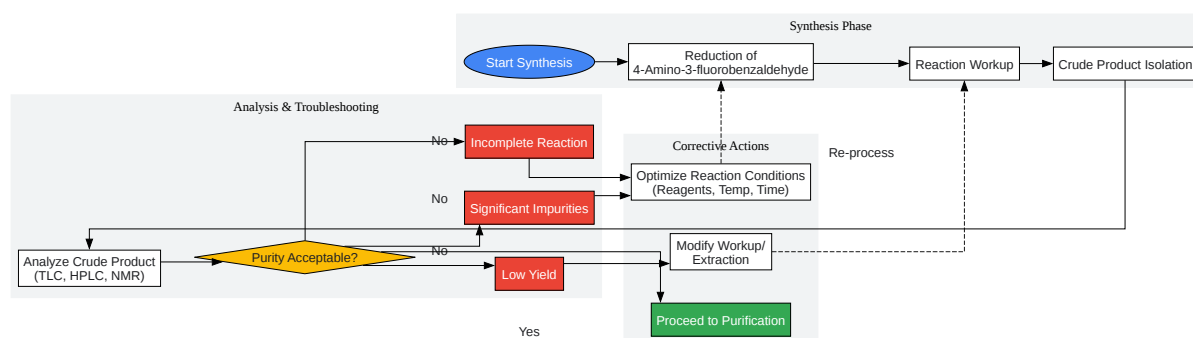 Synthesis Phase
Start Synthesis
Reduction of
4-Amino-3-fluorobenzaldehyde
Reaction Workup
Crude Product Isolation
Analysis & Troubleshooting
No
Incomplete Reaction
Corrective Actions
Re-process
Optimize Reaction Conditions
(Reagents, Temp, Time)
No
Significant Impurities
Analyze Crude Product
(TLC, HPLC, NMR)
Purity Acceptable?
No
Low Yield
Modify Workup/
Extraction
Proceed to Purification
Yes